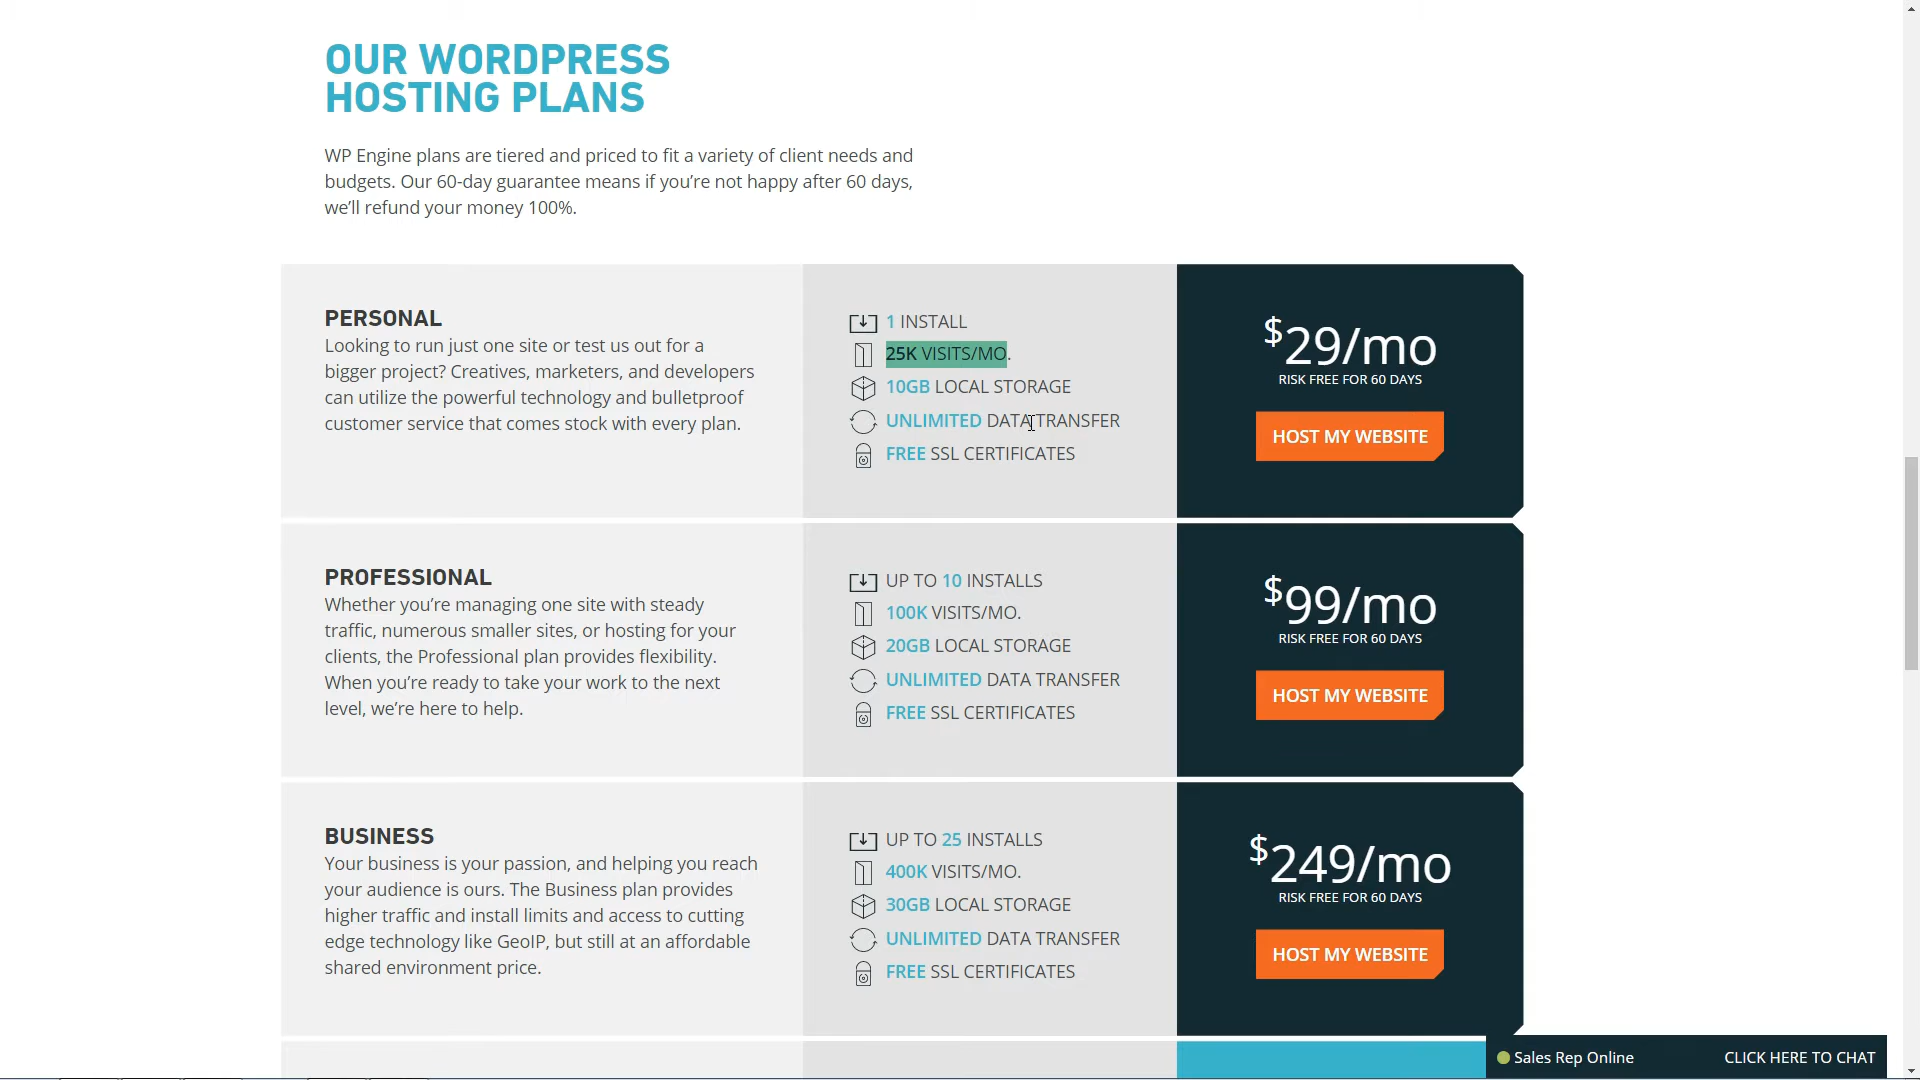 OUR WORDPRESS
HOSTING PLANS
WP Engine plans are tiered and priced to fit a variety of client needs and
budgets. Our 60-day guarantee means if you’re not happy after 60 days,
we’ll refund your money 100%.
PERSONAL
Looking to run just one site or test us out for a
bigger project? Creatives, marketers, and developers
can utilize the powerful technology and bulletproof
customer service that comes stock with every plan.
1 INSTALL
25K VISITS/MO.
10GB LOCAL STORAGE
UNLIMITED DATA TRANSFER
FREE SSL CERTIFICATES
$29/mo
RISK FREE FOR 60 DAYS
HOST MY WEBSITE
PROFESSIONAL
Whether you’re managing one site with steady
traffic, numerous smaller sites, or hosting for your
clients, the Professional plan provides flexibility.
When you’re ready to take your work to the next
level, we’re here to help.
UP TO 10 INSTALLS
100K VISITS/MO.
20GB LOCAL STORAGE
UNLIMITED DATA TRANSFER
FREE SSL CERTIFICATES
$99/mo
RISK FREE FOR 60 DAYS
HOST MY WEBSITE
BUSINESS
Your business is your passion, and helping you reach
your audience is ours. The Business plan provides
higher traffic and install limits and access to cutting
edge technology like GeoIP, but still at an affordable
shared environment price.
UP TO 25 INSTALLS
400K VISITS/MO.
30GB LOCAL STORAGE
UNLIMITED DATA TRANSFER
FREE SSL CERTIFICATES
$249/mo
RISK FREE FOR 60 DAYS
HOST MY WEBSITE
Sales Rep Online CLICK HERE TO CHAT